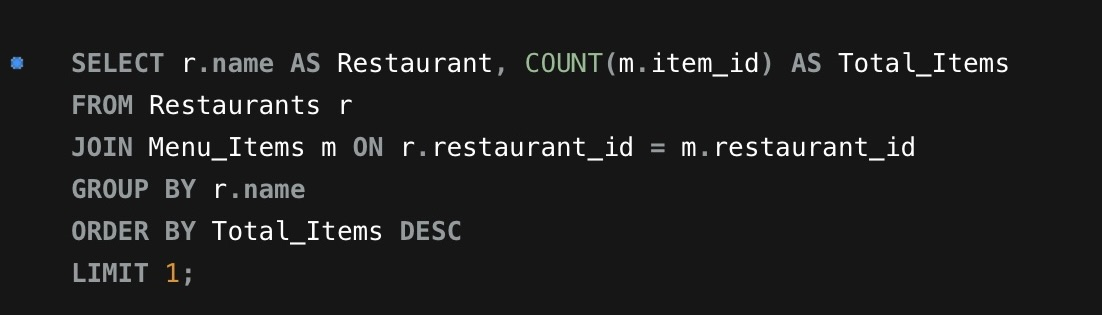 SELECT r.name AS Restaurant, COUNT(m.item_id) AS Total_Items
FROM Restaurants r
JOIN Menu_Items m ON r.restaurant_id = m.restaurant_id
GROUP BY r.name
ORDER BY Total_Items DESC
LIMIT 1;